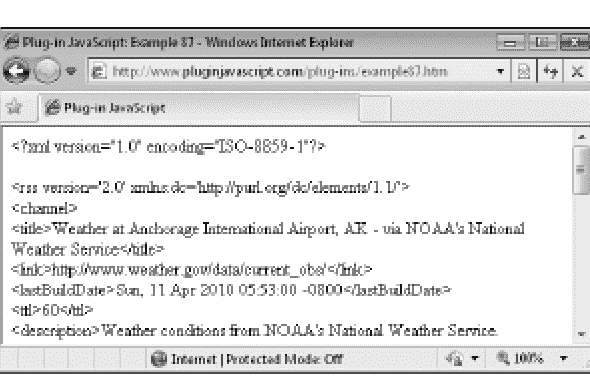 Plug-in JavaScript: Example 87 - Windows Internet Explorer
http://www.pluginjavascript.com/plug-ins/example87.htm
Plug-in JavaScript
<?xml version="1.0" encoding="ISO-8859-1"?>
<rss version='2.0' xmlns:dc='http://purl.org/dc/elements/1.1/'>
<channel>
<title>Weather at Anchorage International Airport, AK - via NOAA's National
Weather Service</title>
<link>http://www.weather.gov/data/current_obs/</link>
<lastBuildDate>Sun, 11 Apr 2010 05:53:00 -0800</lastBuildDate>
<ttl>60</ttl>
<description>Weather conditions from NOAA's National Weather Service.
Internet | Protected Mode: Off
100%